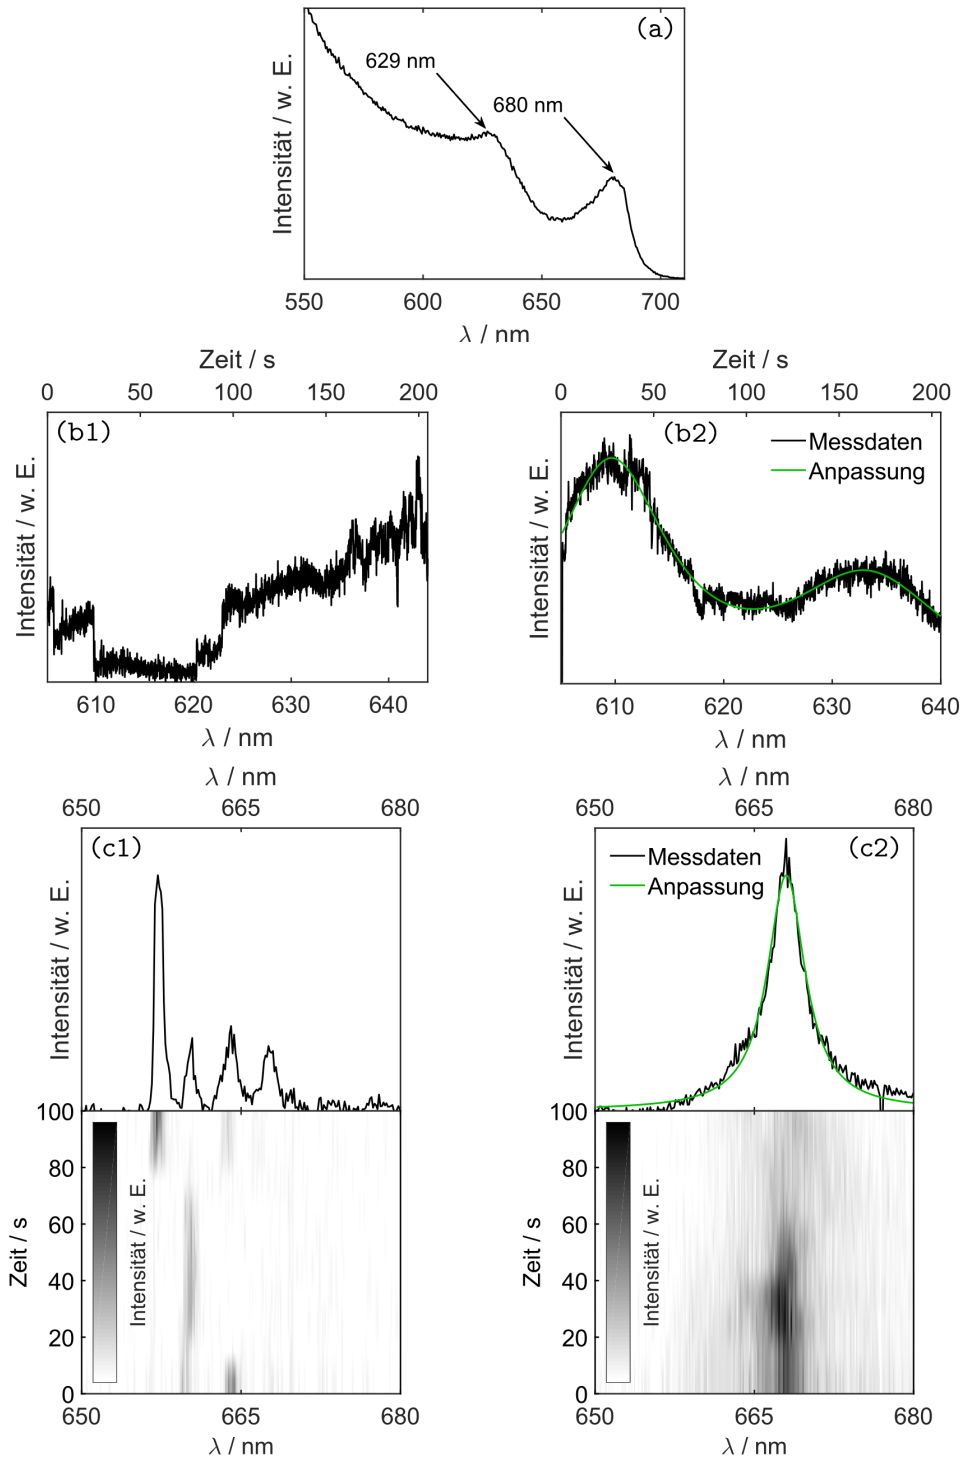 (a)
629 nm
680 nm
Intensität / w. E.
550 600 650 700
λ / nm
Zeit / s
0 50 100 150 200
(b1)
Intensität / w. E.
610 620 630 640
λ / nm
Zeit / s
0 50 100 150 200
(b2)
Messdaten
Anpassung
Intensität / w. E.
610 620 630 640
λ / nm
λ / nm
650 665 680
(c1)
Intensität / w. E.
100
80
60
40
20
0
Zeit / s
Intensität / w. E.
650 665 680
λ / nm
λ / nm
650 665 680
(c2)
Messdaten
Anpassung
Intensität / w. E.
100
80
60
40
20
0
Zeit / s
Intensität / w. E.
650 665 680
λ / nm